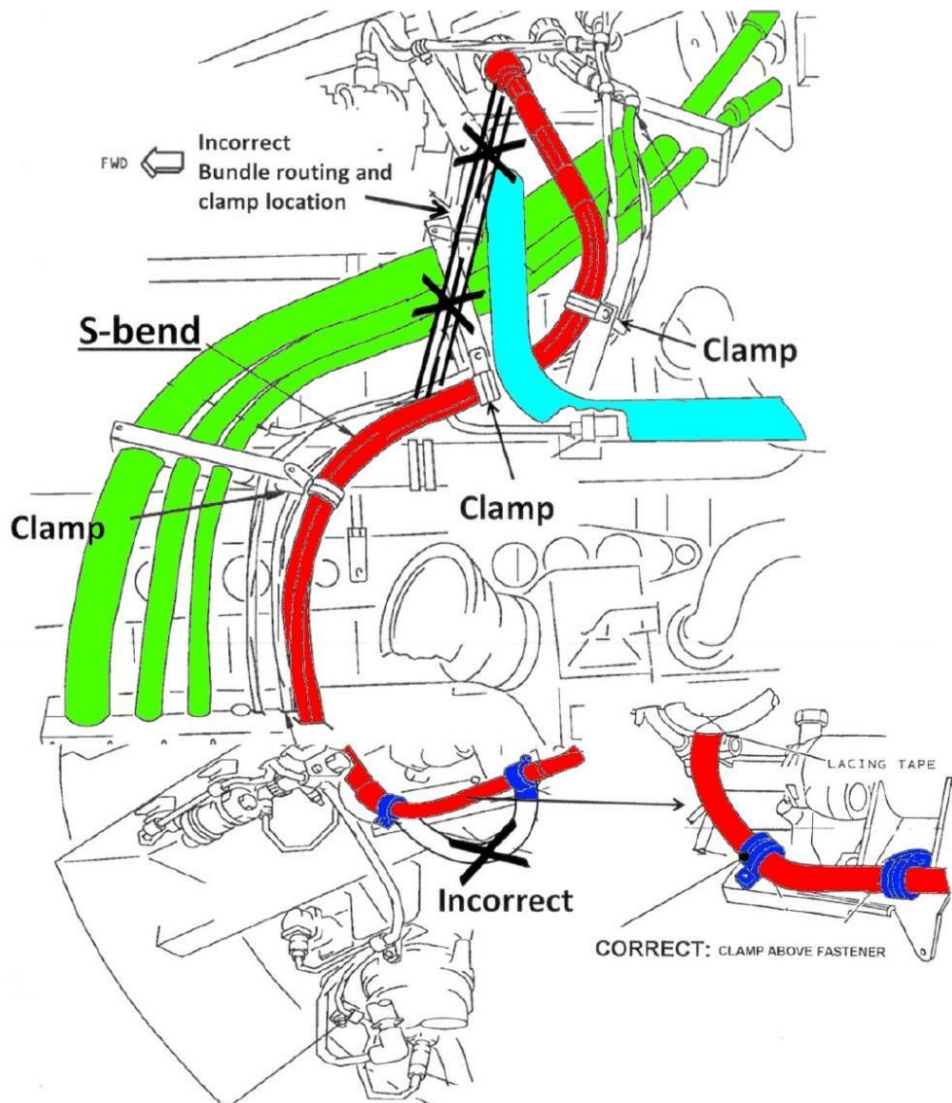 Incorrect
FWD
Bundle routing and
clamp location
S-bend
Clamp
Clamp
Clamp
LACING TAPE
Incorrect
CORRECT: CLAMP ABOVE FASTENER